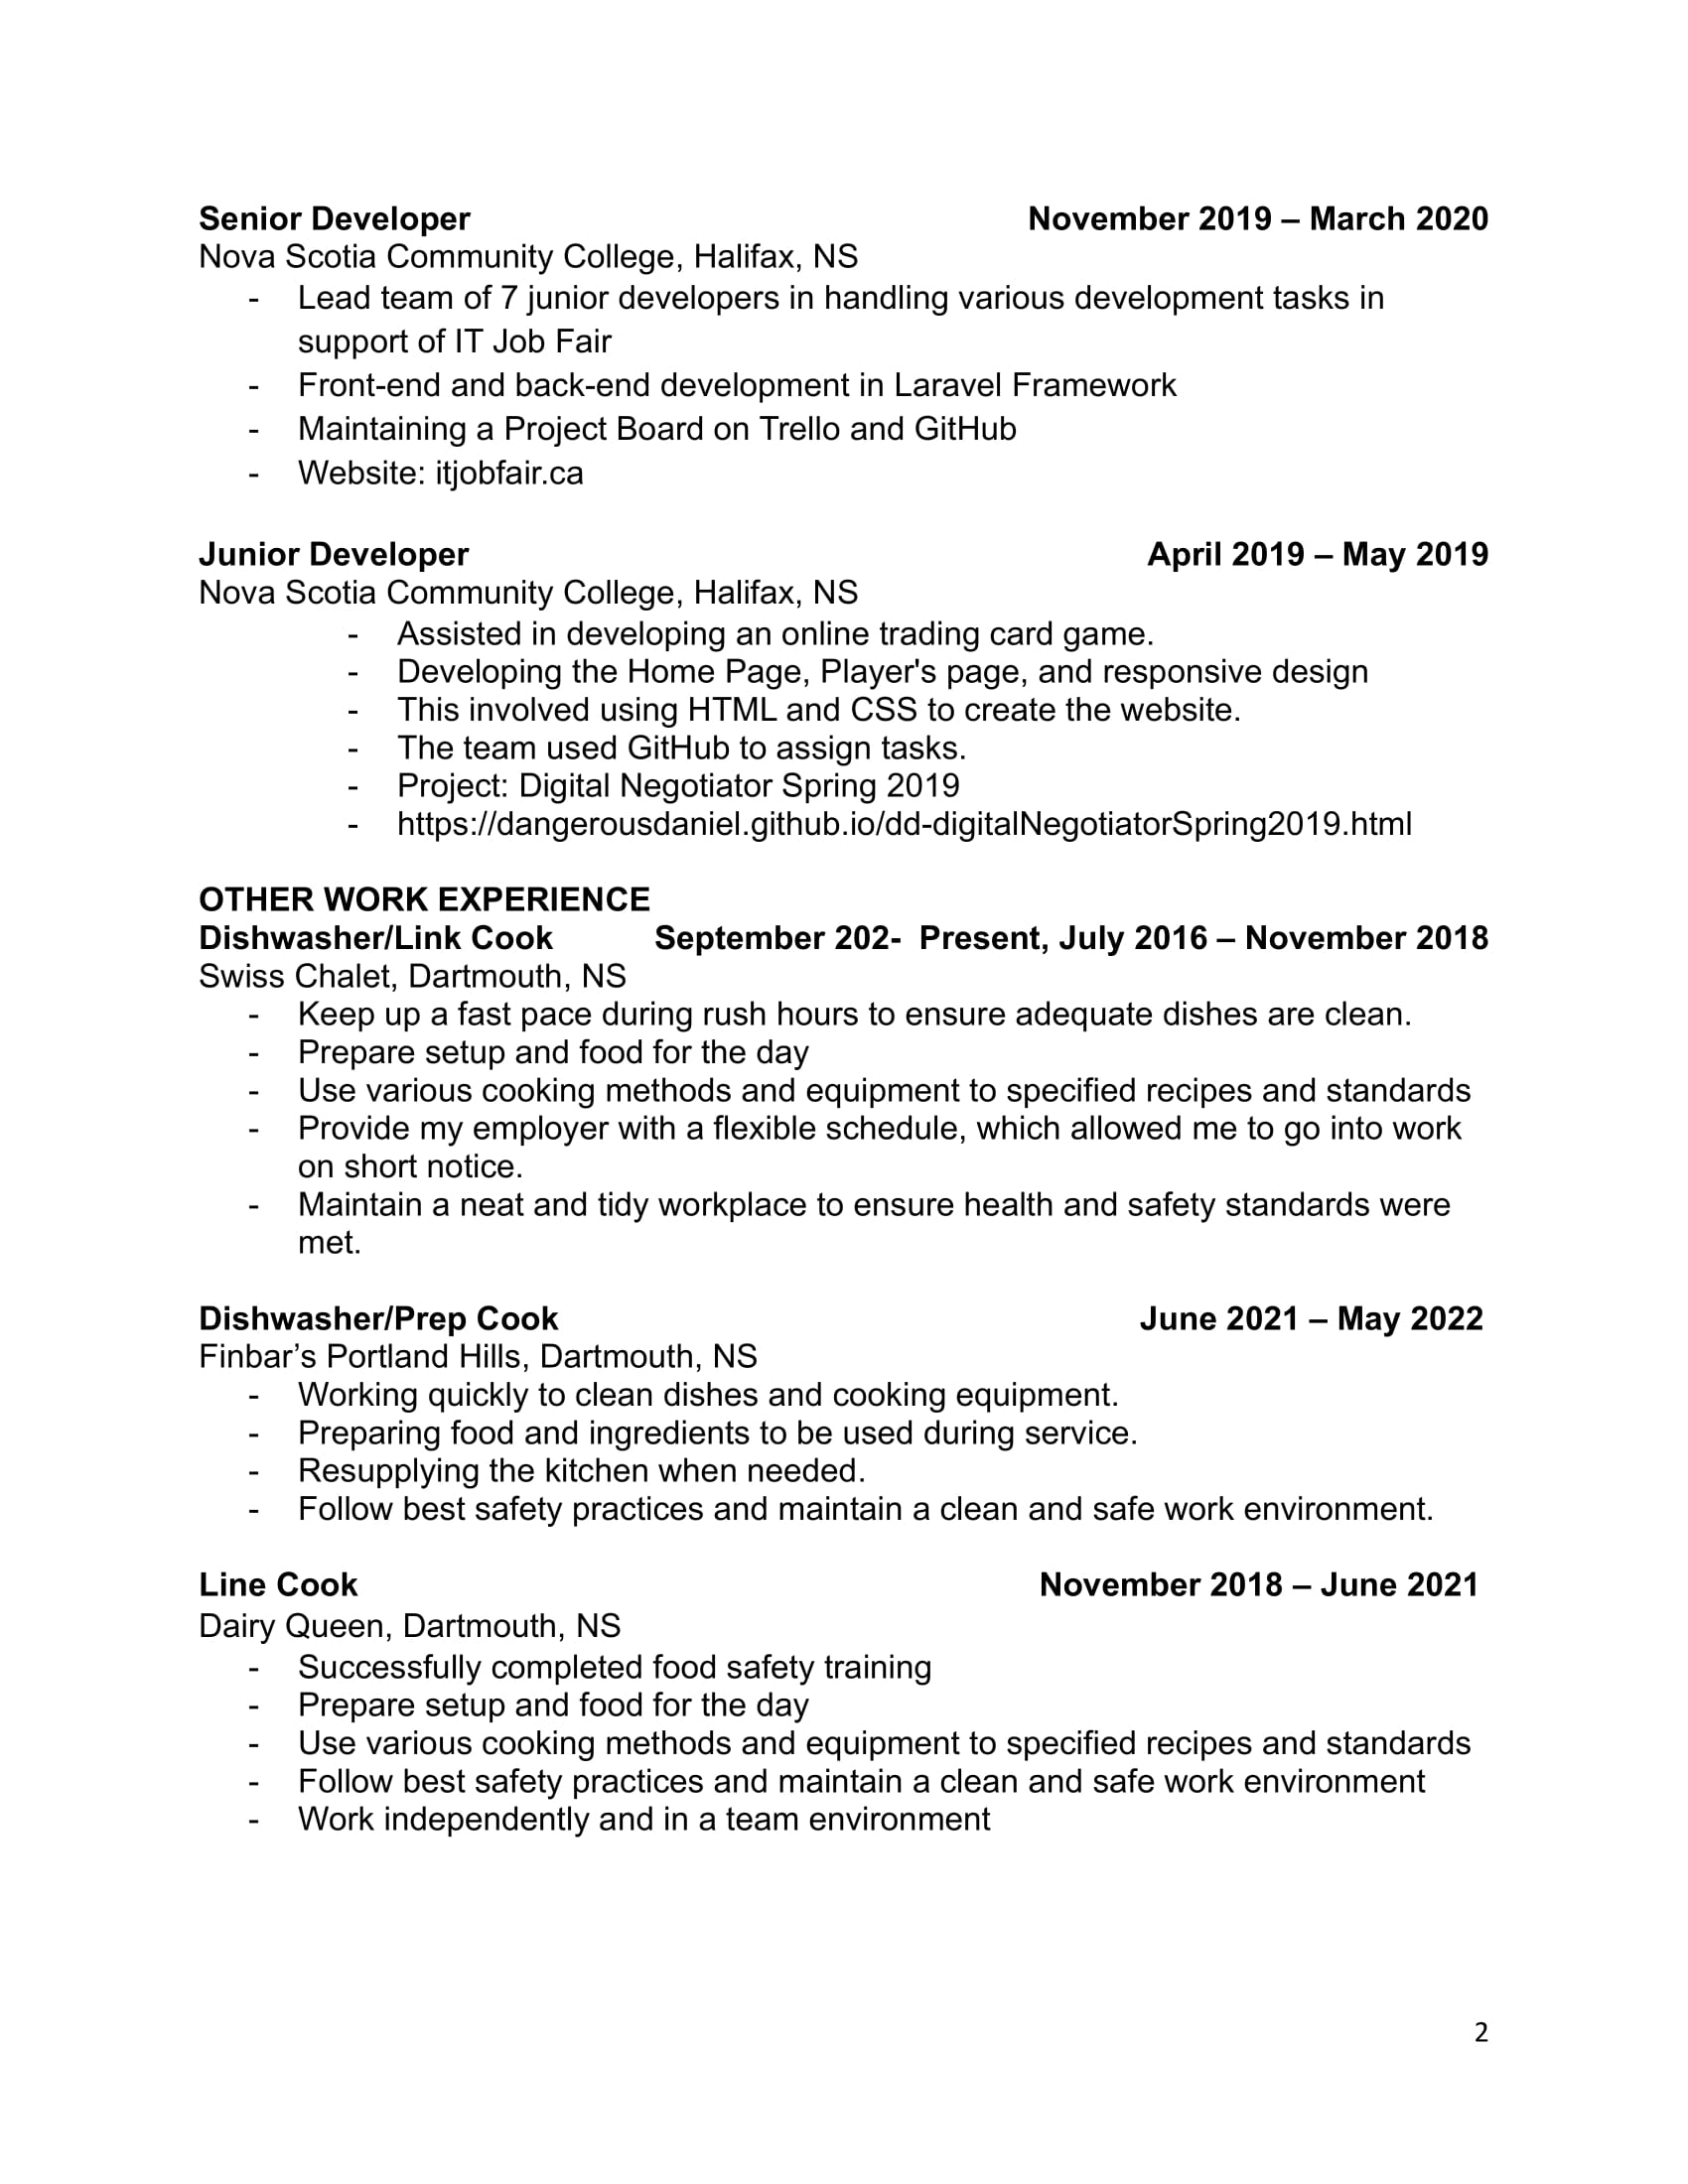 Senior Developer November 2019 – March 2020
Nova Scotia Community College, Halifax, NS
- Lead team of 7 junior developers in handling various development tasks in
support of IT Job Fair
- Front-end and back-end development in Laravel Framework
- Maintaining a Project Board on Trello and GitHub
- Website: itjobfair.ca
Junior Developer April 2019 – May 2019
Nova Scotia Community College, Halifax, NS
- Assisted in developing an online trading card game.
- Developing the Home Page, Player's page, and responsive design
- This involved using HTML and CSS to create the website.
- The team used GitHub to assign tasks.
- Project: Digital Negotiator Spring 2019
- https://dangerousdaniel.github.io/dd-digitalNegotiatorSpring2019.html
OTHER WORK EXPERIENCE
Dishwasher/Link Cook September 202- Present, July 2016 – November 2018
Swiss Chalet, Dartmouth, NS
- Keep up a fast pace during rush hours to ensure adequate dishes are clean.
- Prepare setup and food for the day
- Use various cooking methods and equipment to specified recipes and standards
- Provide my employer with a flexible schedule, which allowed me to go into work
on short notice.
- Maintain a neat and tidy workplace to ensure health and safety standards were
met.
Dishwasher/Prep Cook June 2021 – May 2022
Finbar’s Portland Hills, Dartmouth, NS
- Working quickly to clean dishes and cooking equipment.
- Preparing food and ingredients to be used during service.
- Resupplying the kitchen when needed.
- Follow best safety practices and maintain a clean and safe work environment.
Line Cook November 2018 – June 2021
Dairy Queen, Dartmouth, NS
- Successfully completed food safety training
- Prepare setup and food for the day
- Use various cooking methods and equipment to specified recipes and standards
- Follow best safety practices and maintain a clean and safe work environment
- Work independently and in a team environment
2